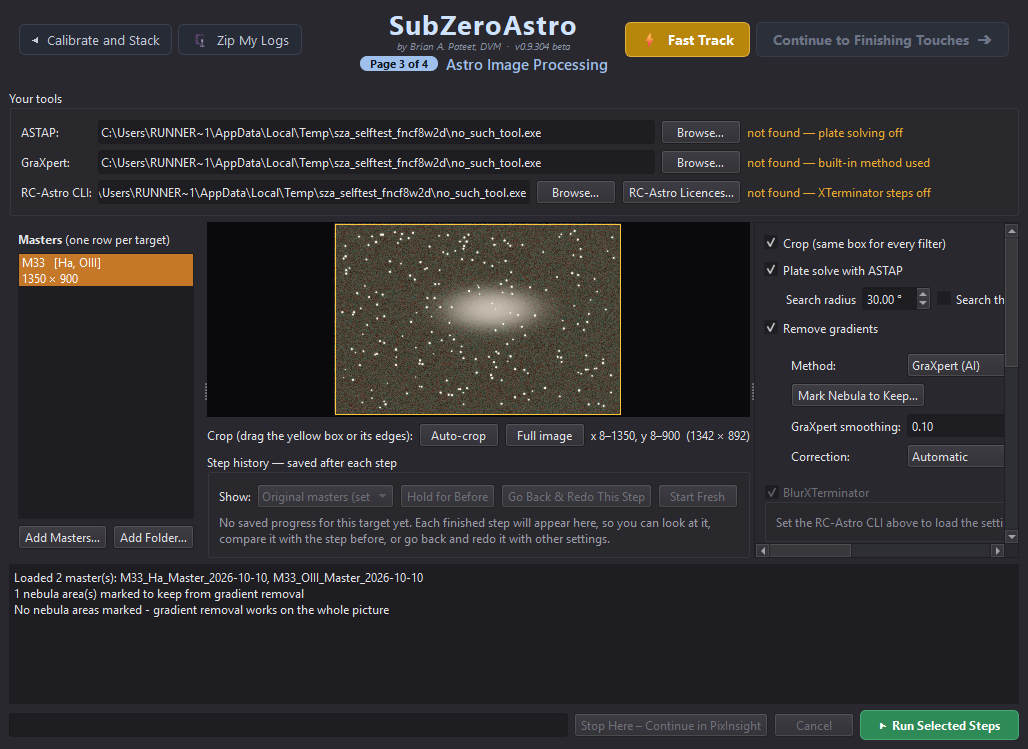 Calibrate and Stack
Zip My Logs
SubZeroAstro
by Brian A. Pateet, DVM · v0.9.304 beta
Page 3 of 4
Astro Image Processing
Fast Track
Continue to Finishing Touches →
Your tools
ASTAP:
C:\Users\RUNNER~1\AppData\Local\Temp\sza_selftest_fncf8w2d\no_such_tool.exe
Browse...
not found — plate solving off
GraXpert:
C:\Users\RUNNER~1\AppData\Local\Temp\sza_selftest_fncf8w2d\no_such_tool.exe
Browse...
not found — built-in method used
RC-Astro CLI:
\Users\RUNNER~1\AppData\Local\Temp\sza_selftest_fncf8w2d\no_such_tool.exe
Browse...
RC-Astro Licences...
not found — XTerminator steps off
Masters (one row per target)
M33 [Ha, OIII]
1350 × 900
Add Masters...
Add Folder...
Crop (drag the yellow box or its edges):
Auto-crop
Full image
x 8–1350, y 8–900 (1342 × 892)
Step history — saved after each step
Show:
Original masters (set
Hold for Before
Go Back & Redo This Step
Start Fresh
No saved progress for this target yet. Each finished step will appear here, so you can look at it,
compare it with the step before, or go back and redo it with other settings.
Crop (same box for every filter)
Plate solve with ASTAP
Search radius
30.00 °
Search th
Remove gradients
Method:
GraXpert (AI)
Mark Nebula to Keep...
GraXpert smoothing:
0.10
Correction:
Automatic
BlurXTerminator
Set the RC-Astro CLI above to load the setti
Loaded 2 master(s): M33_Ha_Master_2026-10-10, M33_OIII_Master_2026-10-10
1 nebula area(s) marked to keep from gradient removal
No nebula areas marked - gradient removal works on the whole picture
Stop Here – Continue in PixInsight
Cancel
Run Selected Steps